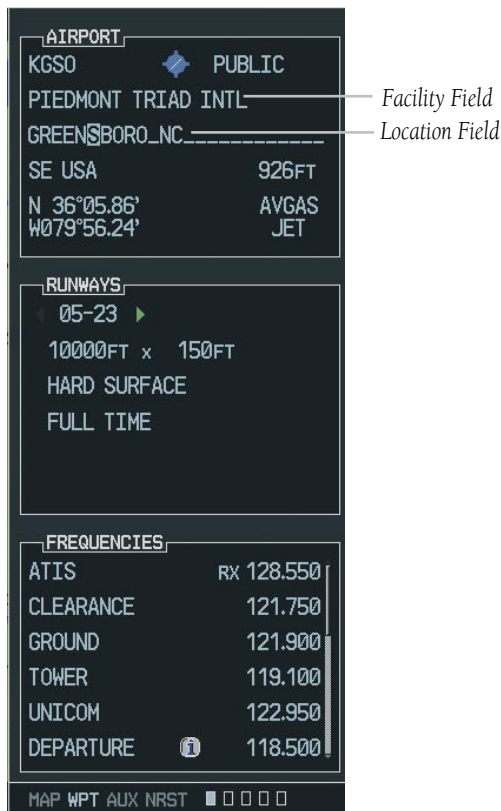 AIRPORT
KGSO PUBLIC
PIEDMONT TRIAD INTL
Facility Field
GREENSBORO_NC_____________
Location Field
SE USA 926FT
N 36°05.86' AVGAS
W079°56.24' JET
RUNWAYS
05-23
10000FT x 150FT
HARD SURFACE
FULL TIME
FREQUENCIES
ATIS RX 128.550
CLEARANCE 121.750
GROUND 121.900
TOWER 119.100
UNICOM 122.950
DEPARTURE i 118.500
MAP WPT AUX NRST